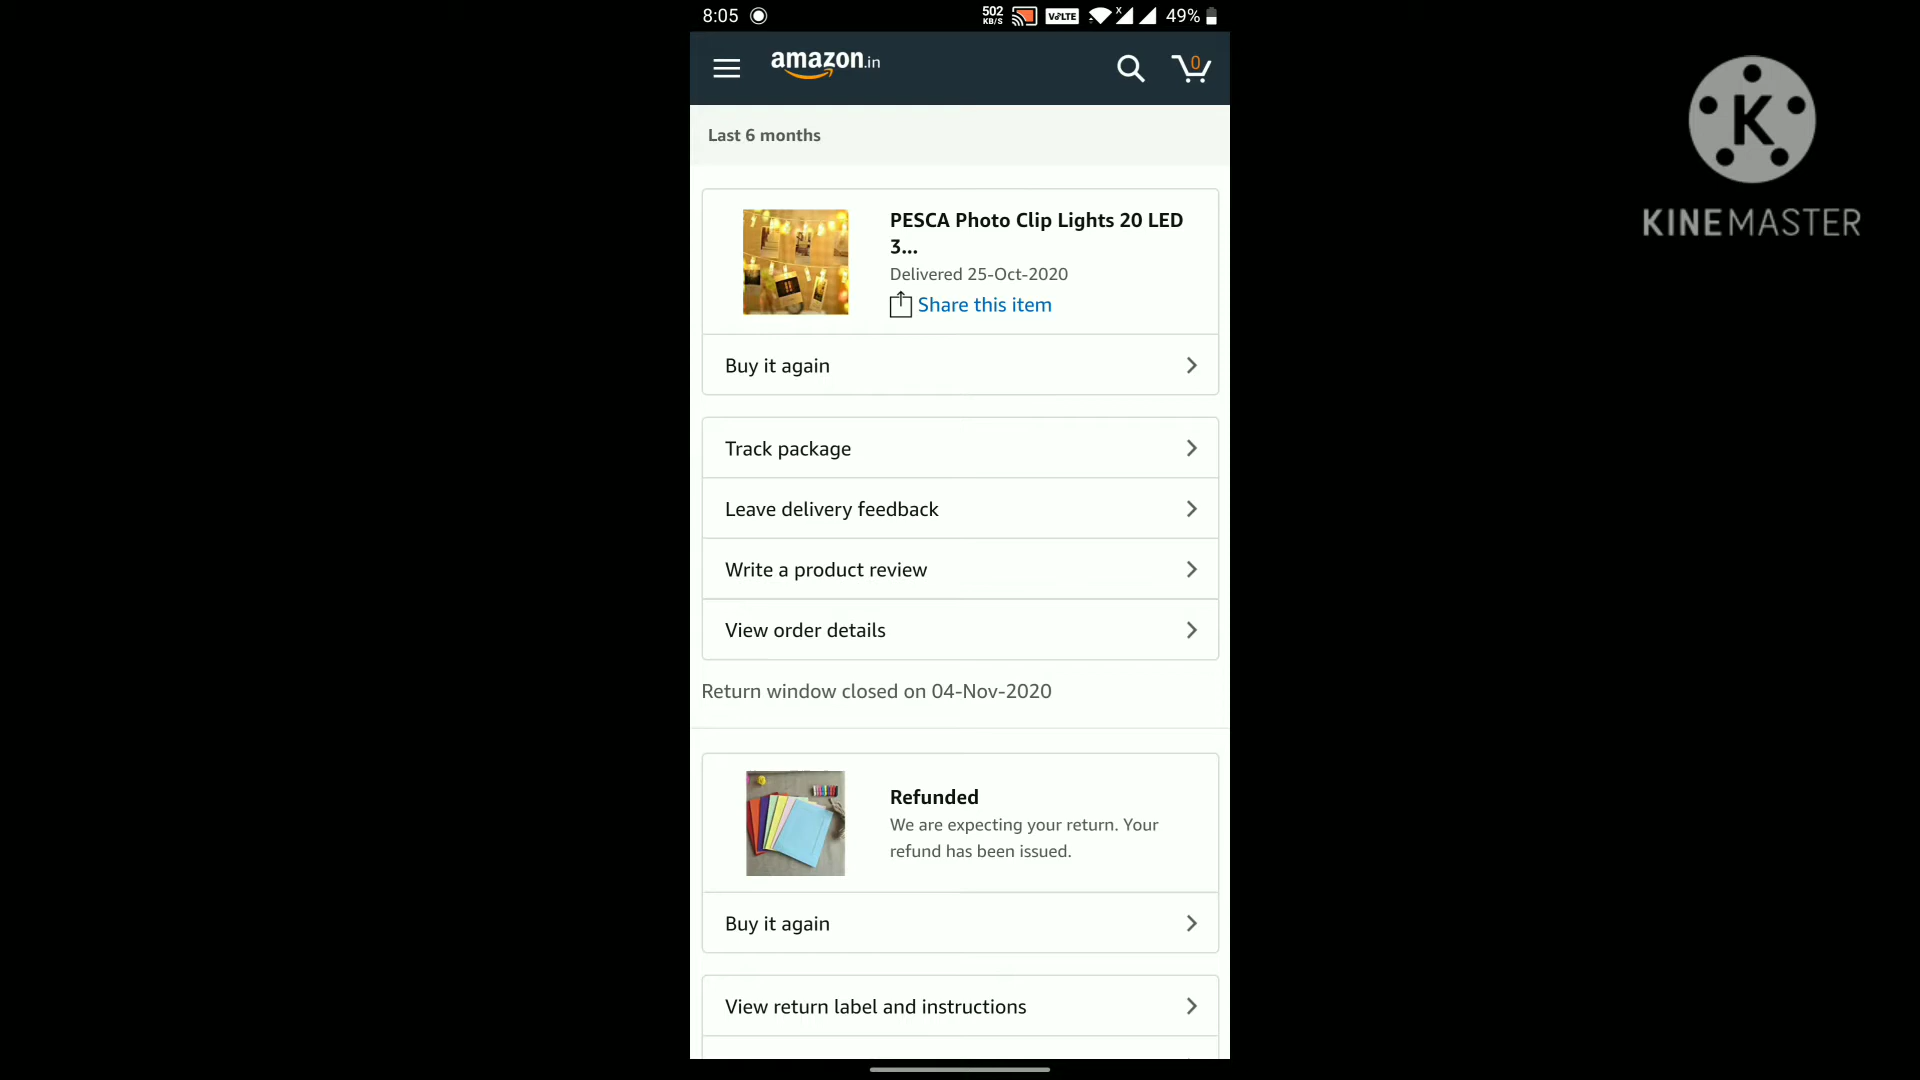 8:05 502 KB/S VoLTE X 49%
amazon.in 0
K
KINEMASTER
Last 6 months
PESCA Photo Clip Lights 20 LED
3...
Delivered 25-Oct-2020
Share this item
Buy it again
Track package
Leave delivery feedback
Write a product review
View order details
Return window closed on 04-Nov-2020
Refunded
We are expecting your return. Your
refund has been issued.
Buy it again
View return label and instructions